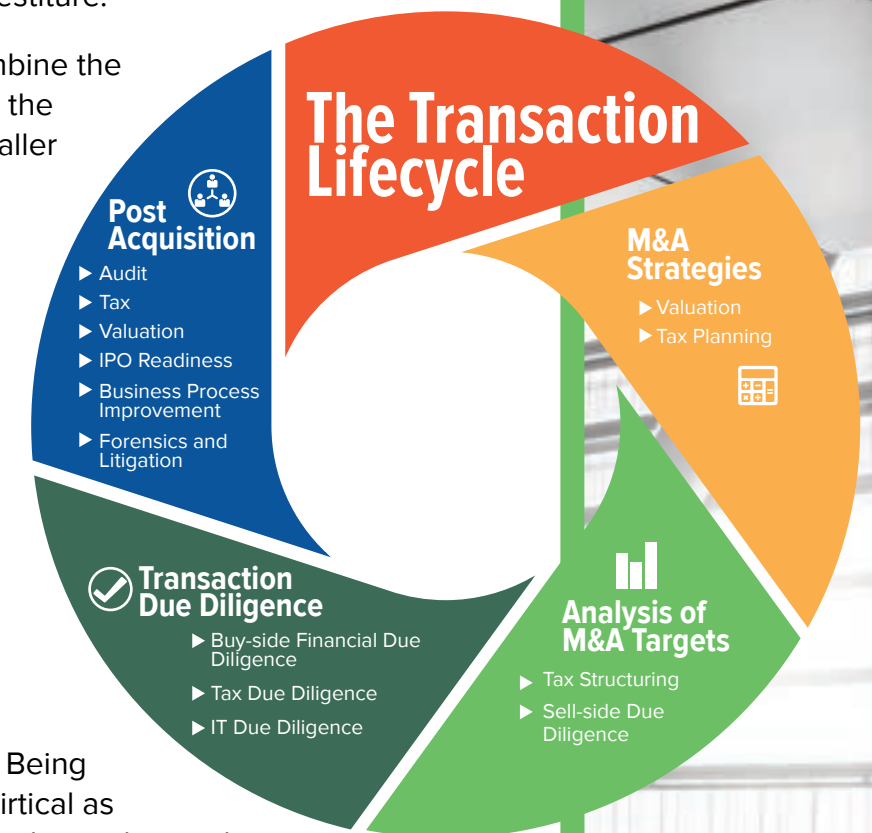 mbine the
the
aller
The Transaction
Lifecycle
Post
Acquisition
Audit
Tax
Valuation
IPO Readiness
Business Process
Improvement
Forensics and
Litigation
M&A
Strategies
Valuation
Tax Planning
Analysis of
M&A Targets
Tax Structuring
Sell-side Due
Diligence
Transaction
Due Diligence
Buy-side Financial Due
Diligence
Tax Due Diligence
IT Due Diligence
Being
irtical as